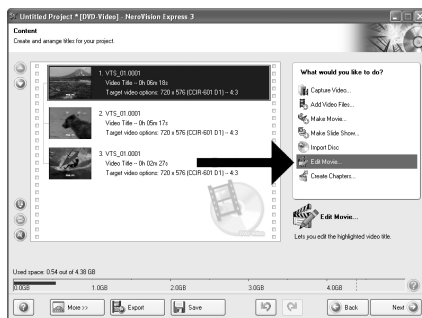 Untitled Project *[DVD-Video] - NeroVision Express 3
Content
Create and arrange titles for your project.
1. VTS_01.0001
Video Title -- 0h 06m 18s
Target video options: 720 x 576 (CCIR-601 D1) -- 4:3
2. VTS_01.0001
Video Title -- 0h 05m 17s
Target video options: 720 x 576 (CCIR-601 D1) -- 4:3
3. VTS_01.0001
Video Title -- 0h 02m 27s
Target video options: 720 x 576 (CCIR-601 D1) -- 4:3
What would you like to do?
Capture Video...
Add Video Files...
Make Movie...
Make Slide Show...
Import Disc
Edit Movie...
Create Chapters...
Edit Movie...
Lets you edit the highlighted video title.
Used space: 0.54 out of 4.38 GB
0.0GB 1.0GB 2.0GB 3.0GB 4.0GB
More >> Export Save Back Next